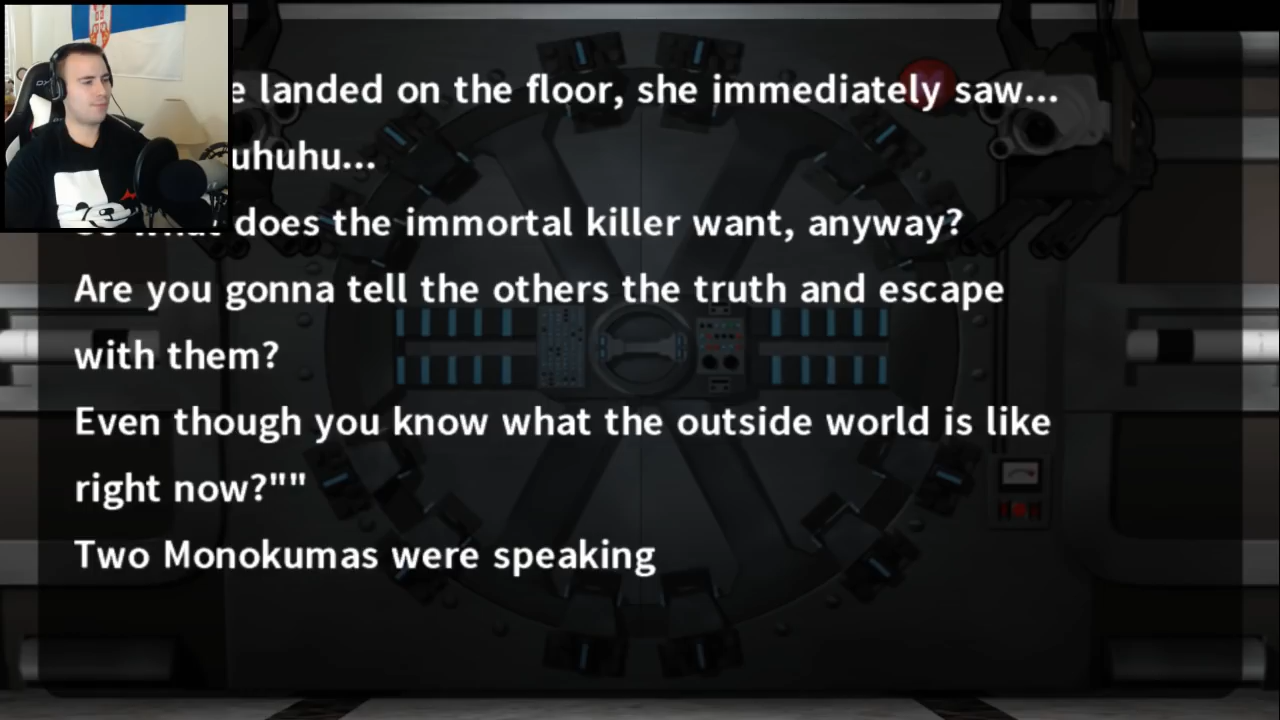 e landed on the floor, she immediately saw...
uhuhu...
does the immortal killer want, anyway?
Are you gonna tell the others the truth and escape
with them?
Even though you know what the outside world is like
right now?""
Two Monokumas were speaking